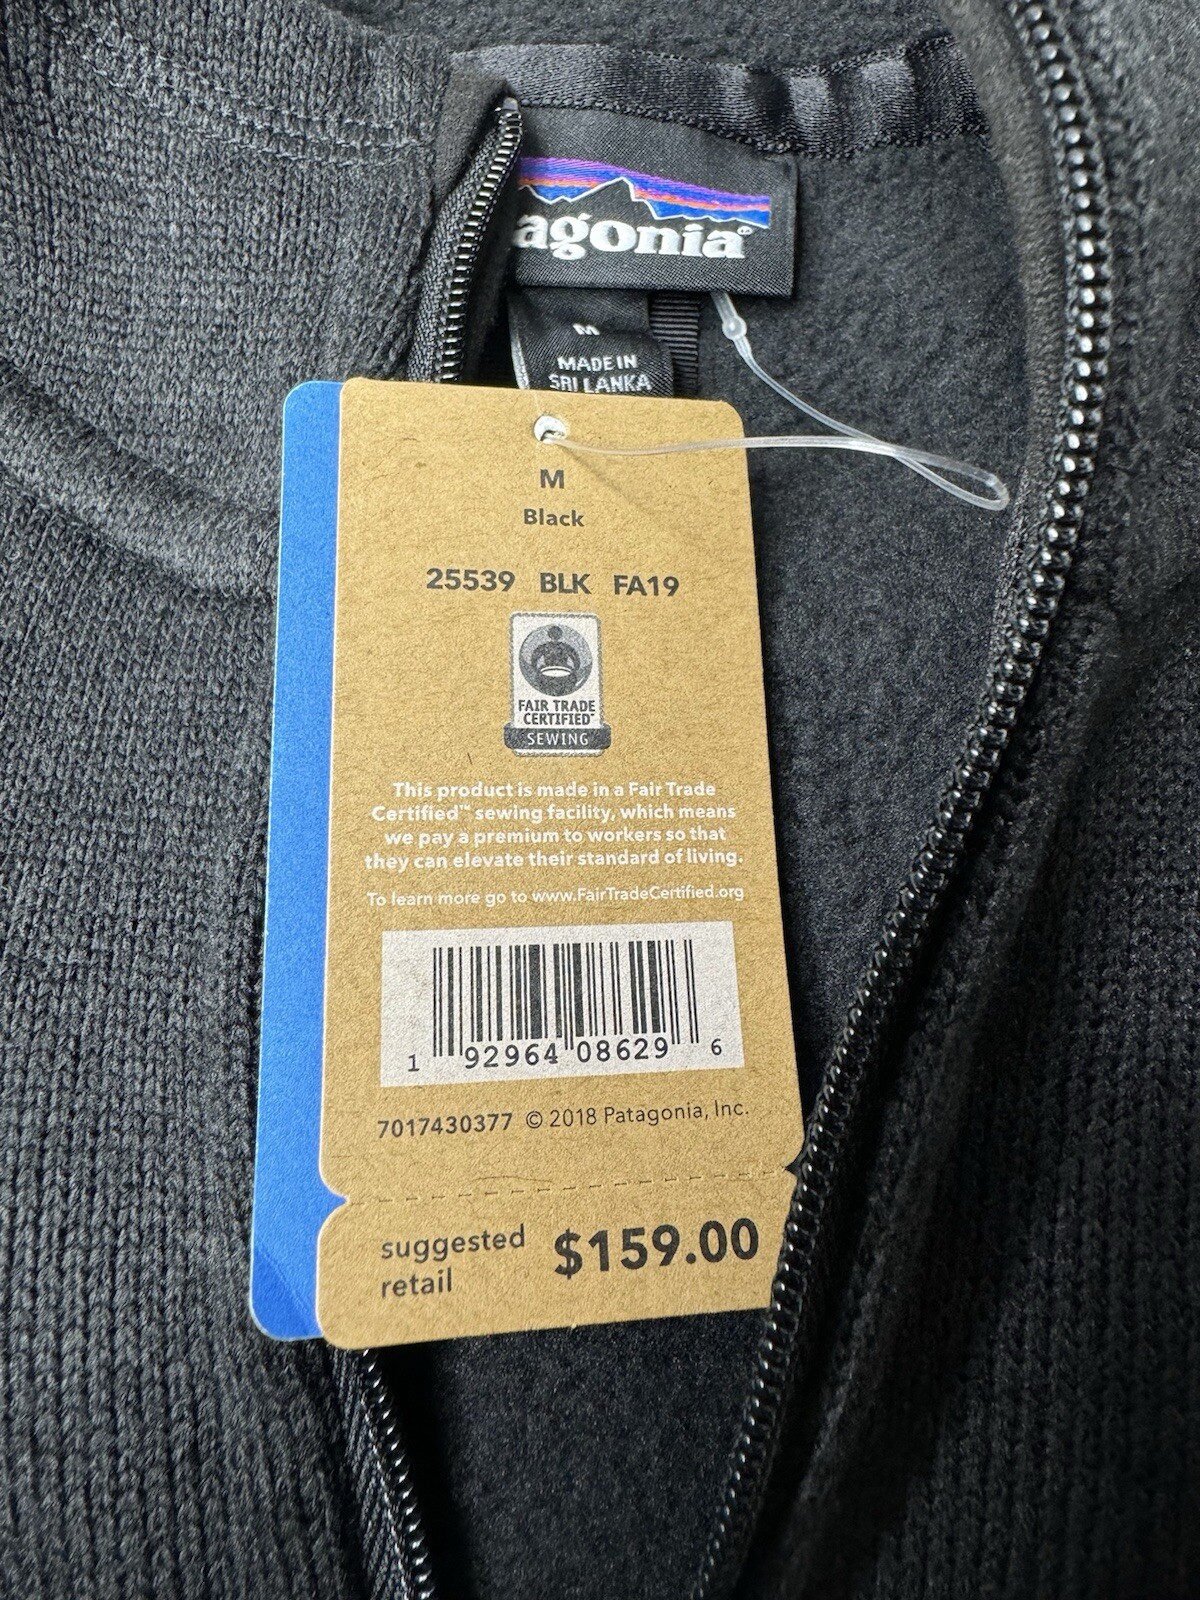 agonia®
M
MADE IN
SRI LANKA
M
Black
25539 BLK FA19
FAIR TRADE
CERTIFIED™
SEWING
This product is made in a Fair Trade
Certified™ sewing facility, which means
we pay a premium to workers so that
they can elevate their standard of living.
To learn more go to www.FairTradeCertified.org
1 92964 08629 6
7017430377 © 2018 Patagonia, Inc.
suggested
retail
$159.00